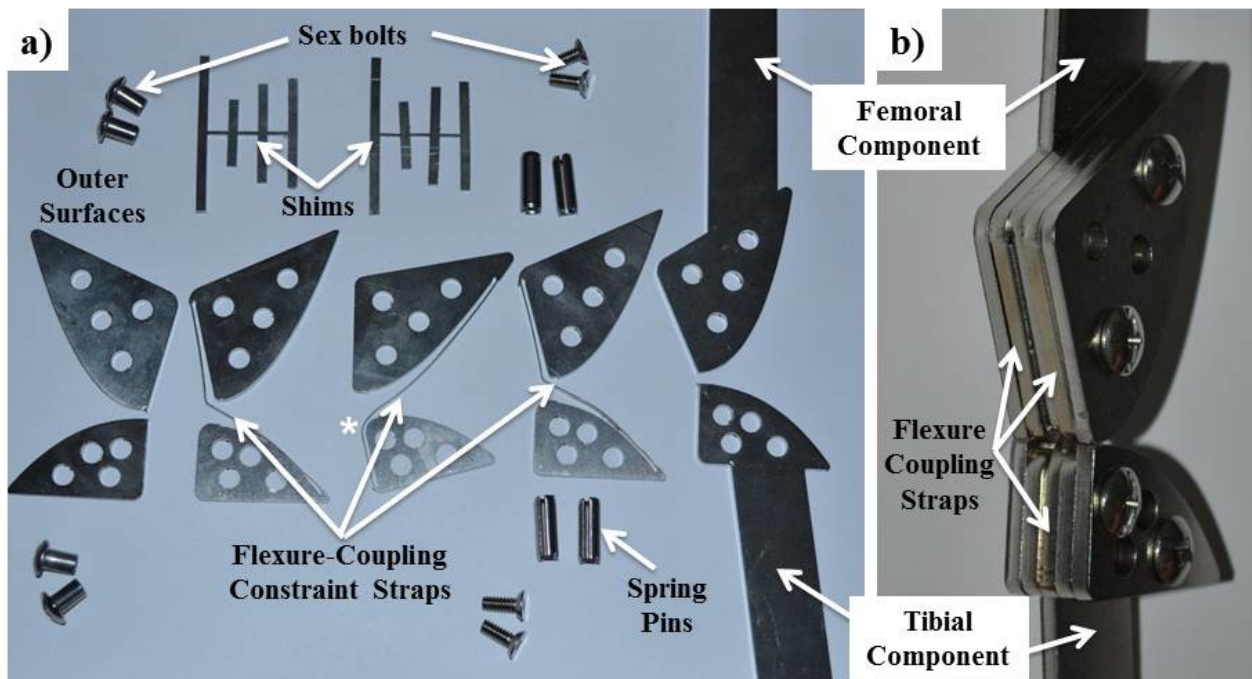 a)
Sex bolts
b)
Femoral
Component
Outer
Surfaces
Shims
*
Flexure
Coupling
Straps
Flexure-Coupling
Constraint Straps
Spring
Pins
Tibial
Component